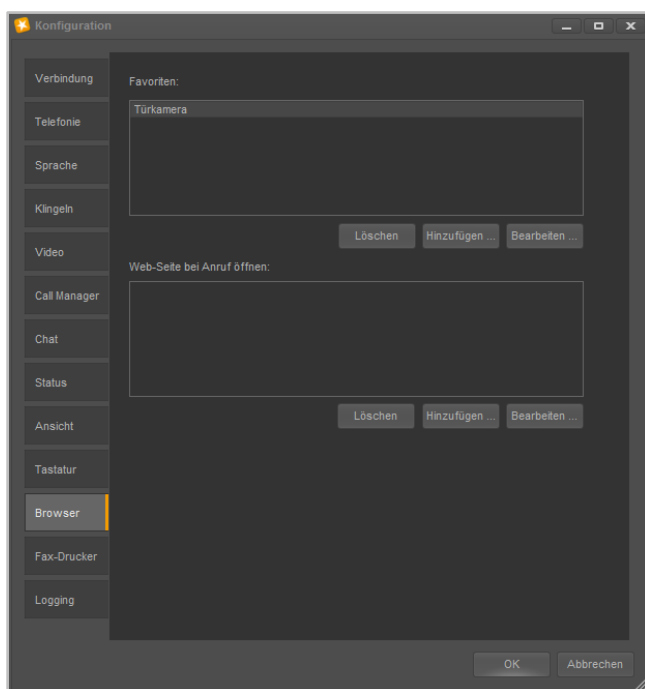 Konfiguration
Verbindung
Telefonie
Sprache
Klingeln
Video
Call Manager
Chat
Status
Ansicht
Tastatur
Browser
Fax-Drucker
Logging
Favoriten:
Türkamera
Löschen Hinzufügen ... Bearbeiten ...
Web-Seite bei Anruf öffnen:
Löschen Hinzufügen ... Bearbeiten ...
OK Abbrechen